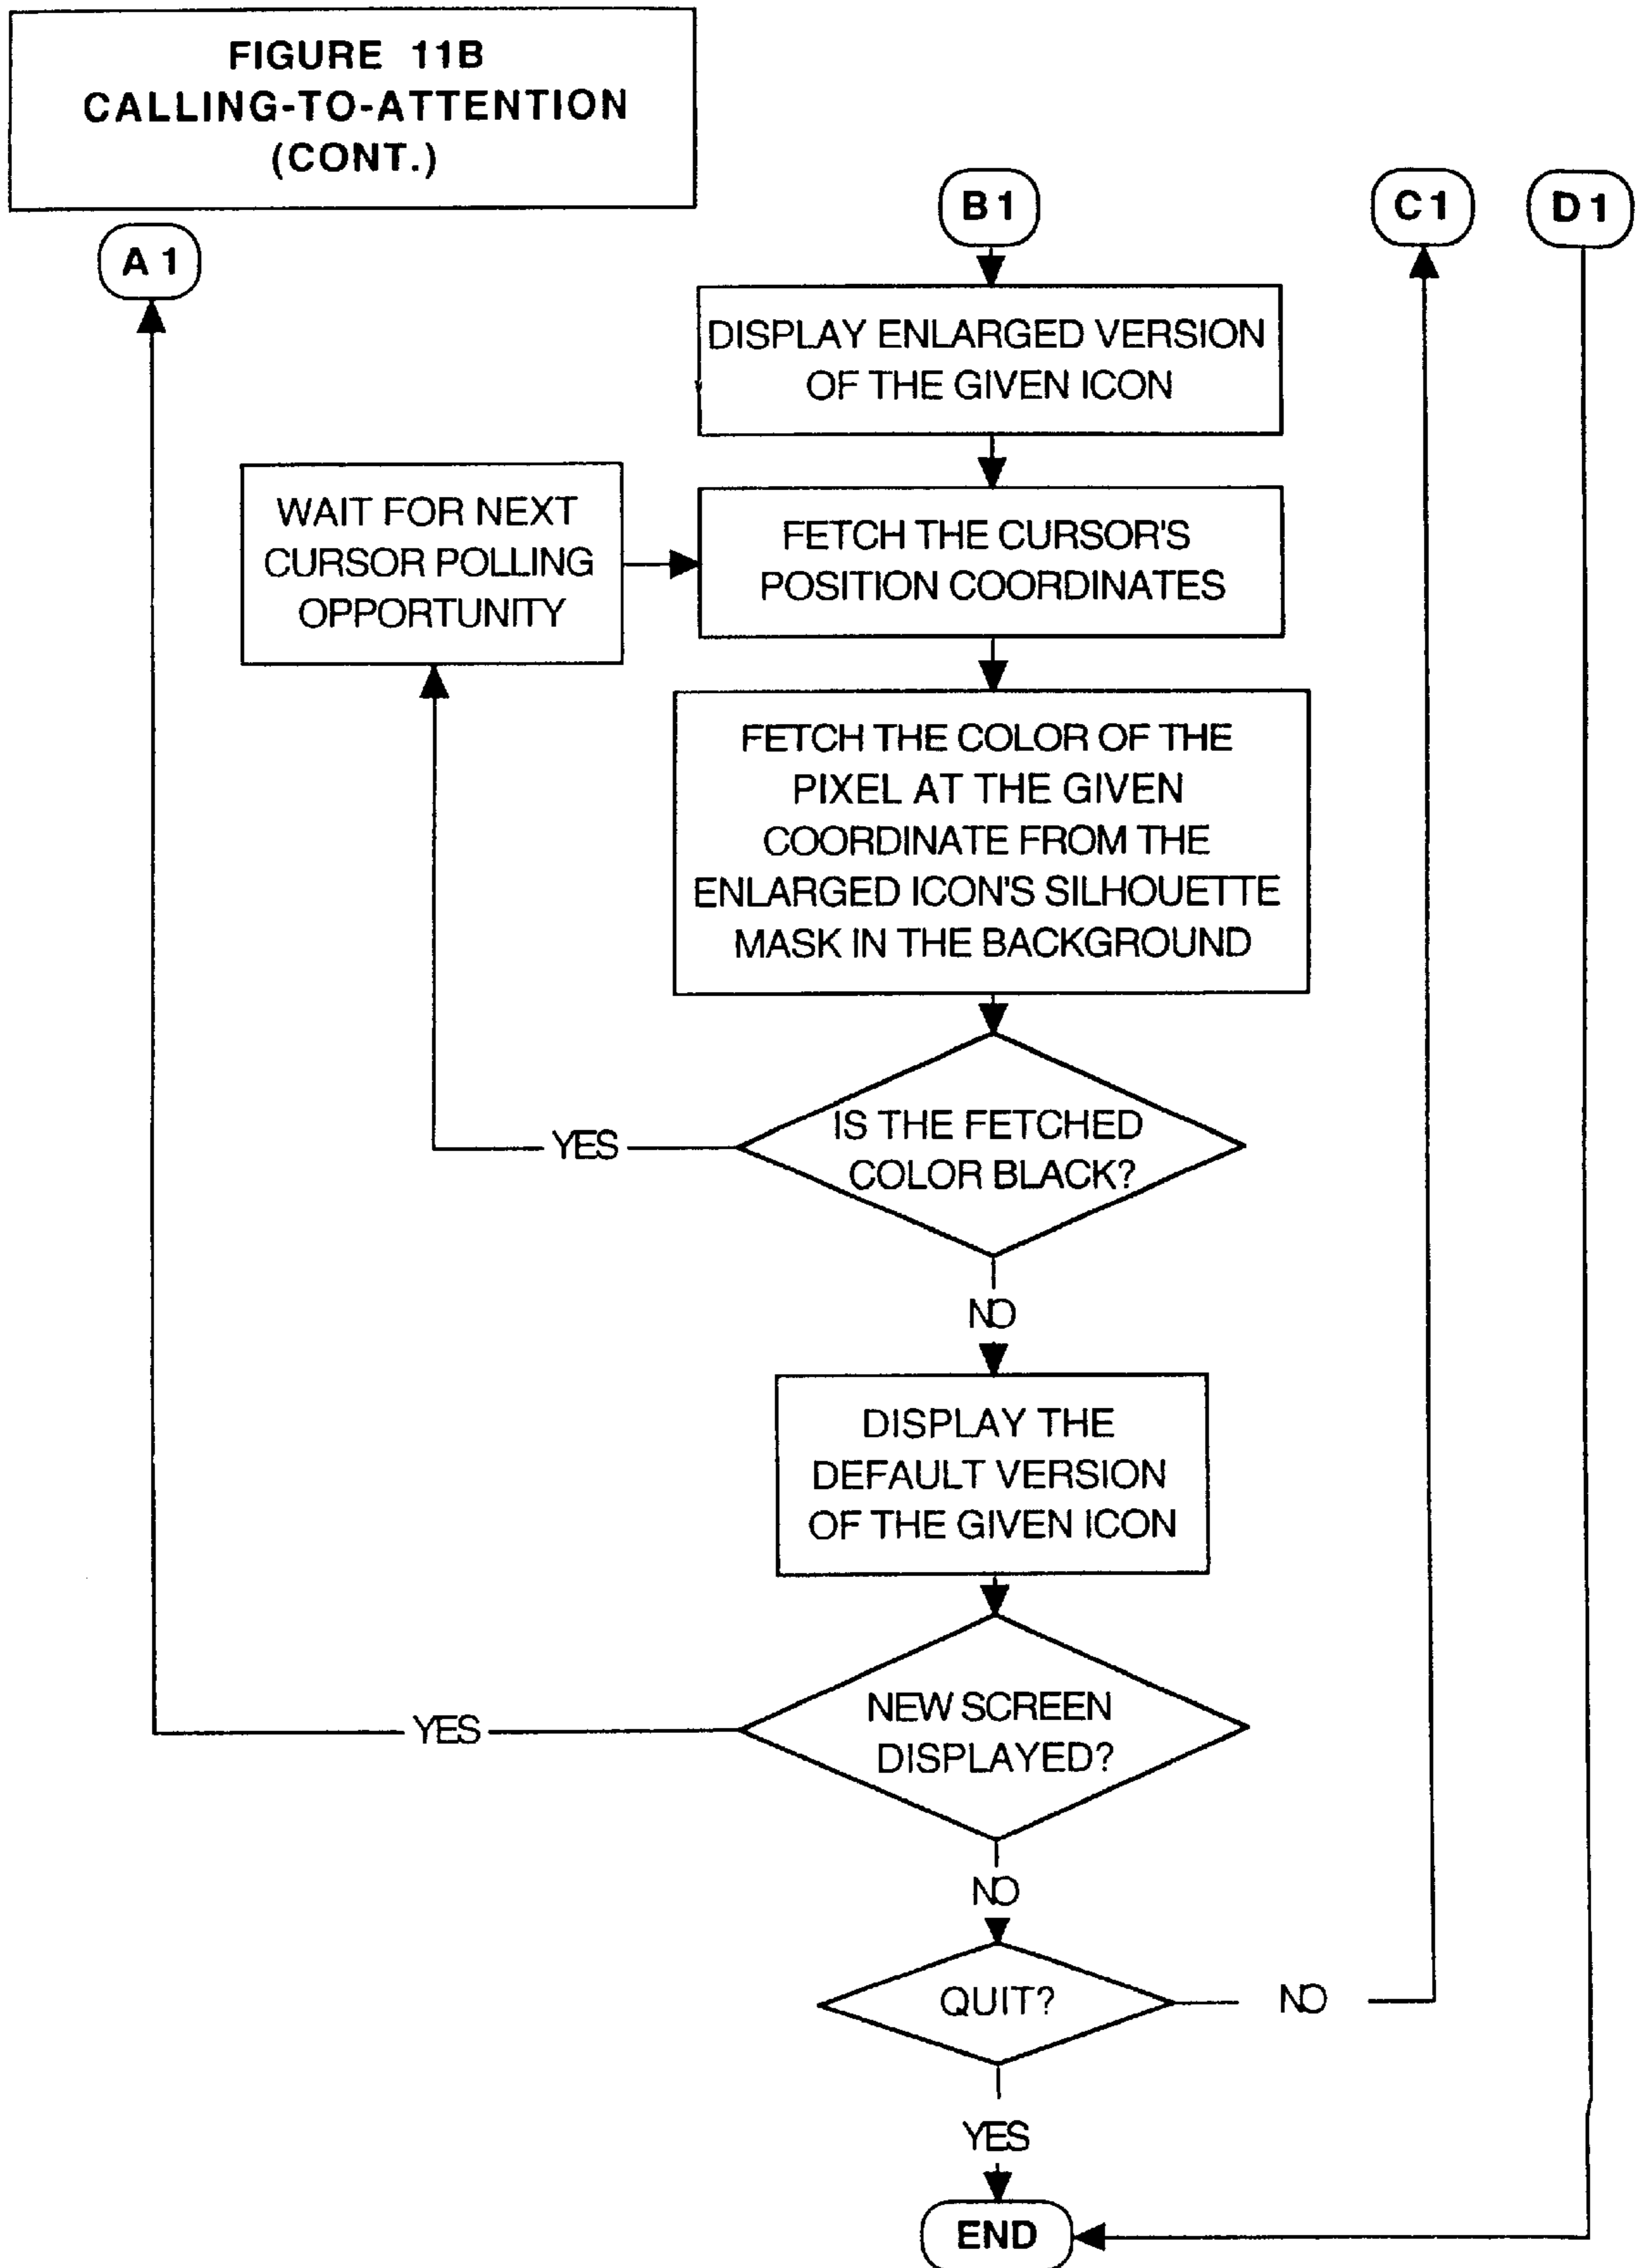 FIGURE 11B
CALLING-TO-ATTENTION
(CONT.)
A1
B1
C1
D1
DISPLAY ENLARGED VERSION
OF THE GIVEN ICON
WAIT FOR NEXT
CURSOR POLLING
OPPORTUNITY
FETCH THE CURSOR'S
POSITION COORDINATES
FETCH THE COLOR OF THE
PIXEL AT THE GIVEN
COORDINATE FROM THE
ENLARGED ICON'S SILHOUETTE
MASK IN THE BACKGROUND
IS THE FETCHED
COLOR BLACK?
YES
NO
DISPLAY THE
DEFAULT VERSION
OF THE GIVEN ICON
NEW SCREEN
DISPLAYED?
YES
NO
QUIT?
NO
YES
END